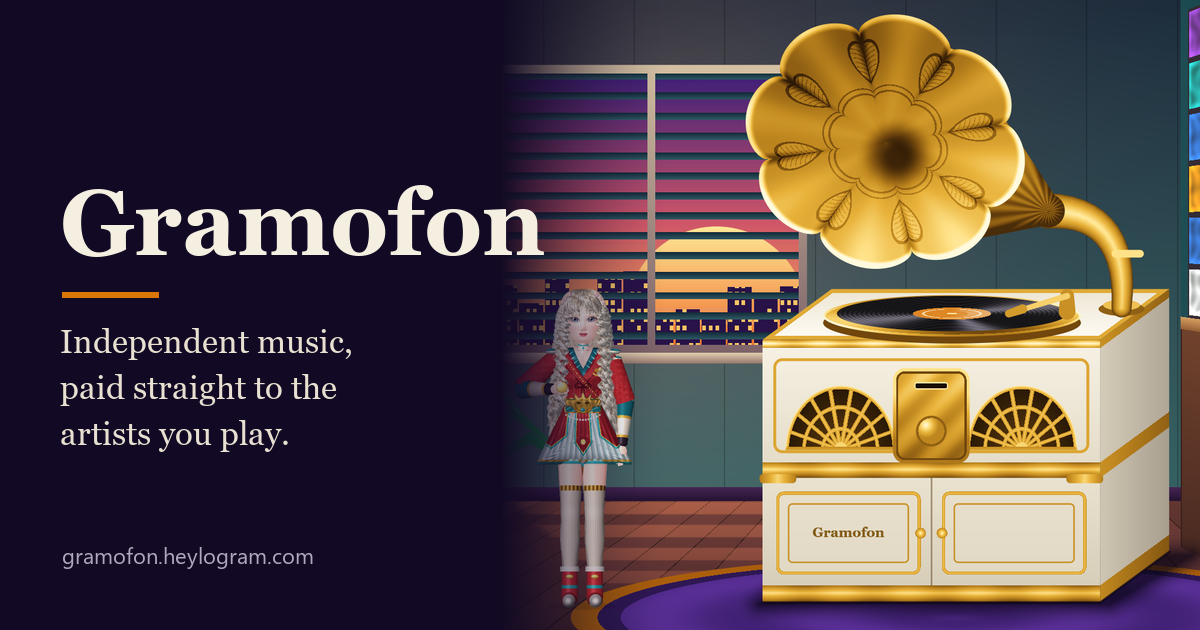 Gramofon
Independent music,
paid straight to the
artists you play.
gramofon.heylogram.com
Gramofon